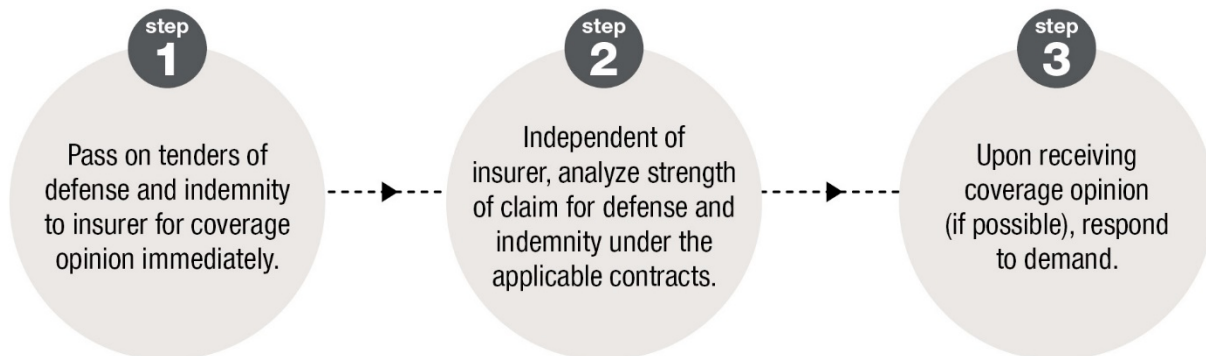 step
1
Pass on tenders of
defense and indemnity
to insurer for coverage
opinion immediately.
step
2
Independent of
insurer, analyze strength
of claim for defense and
indemnity under the
applicable contracts.
step
3
Upon receiving
coverage opinion
(if possible), respond
to demand.